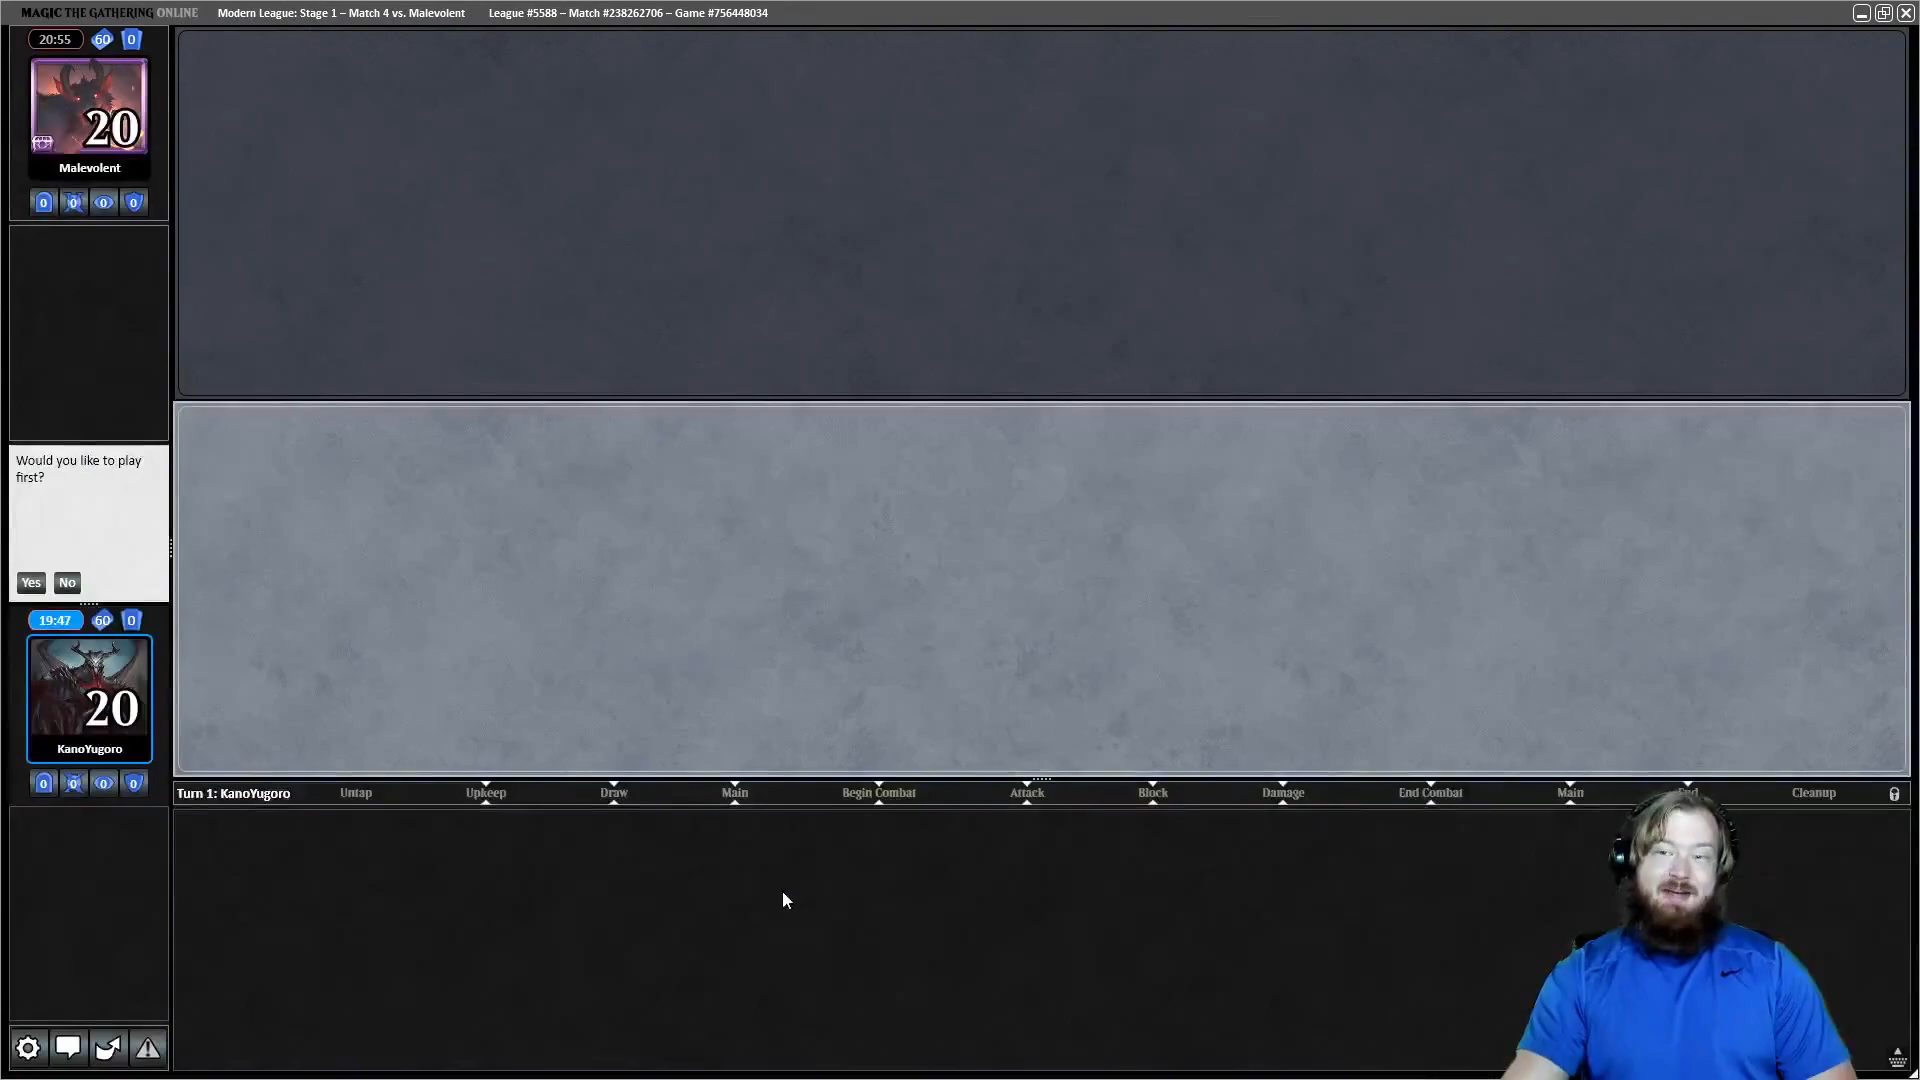 MAGIC THE GATHERING ONLINE Modern League: Stage 1 – Match 4 vs. Malevolent League #5588 – Match #238262706 – Game #756448034
20:55 60 0
20
Malevolent
0 0 0 0
Would you like to play
first?
Yes No
19:47 60 0
20
KanoYugoro
0 0 0 0
Turn 1: KanoYugoro Untap Upkeep Draw Main Begin Combat Attack Block Damage End Combat Main End Cleanup